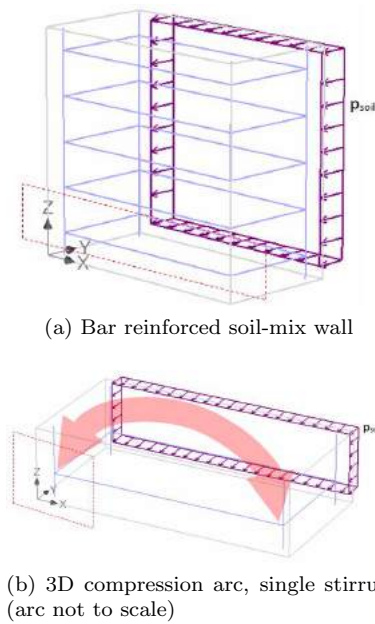 Psoil
Z
Y
X
(a) Bar reinforced soil-mix wall
Z
Y
X
(b) 3D compression arc, single stirru
(arc not to scale)